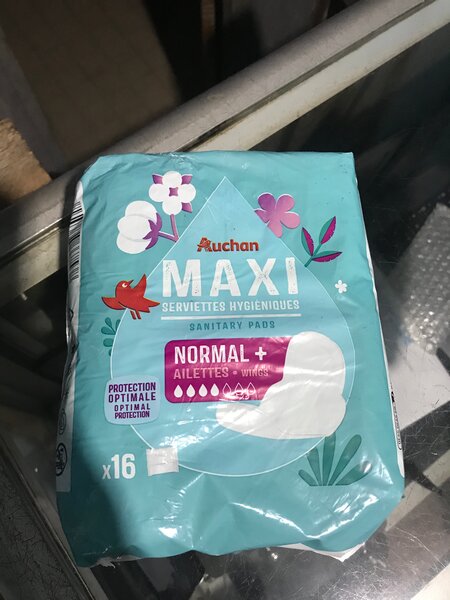 Auchan
MAXI
SERVIETTES HYGIÉNIQUES
SANITARY PADS
NORMAL +
AILETTES • WINGS
PROTECTION
OPTIMALE
OPTIMAL
PROTECTION
x16